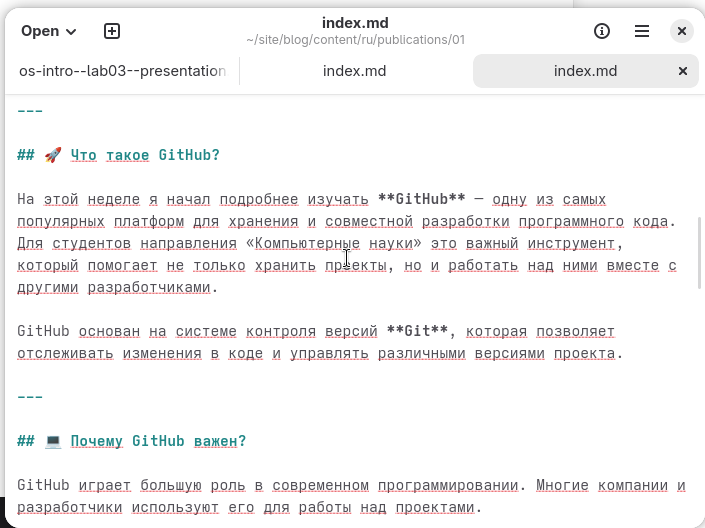 Open
index.md
~/site/blog/content/ru/publications/01
os-intro--lab03--presentation
index.md
index.md
---
## 🚀 Что такое GitHub?
На этой неделе я начал подробнее изучать **GitHub** — одну из самых
популярных платформ для хранения и совместной разработки программного кода.
Для студентов направления «Компьютерные науки» это важный инструмент,
который помогает не только хранить проекты, но и работать над ними вместе с
другими разработчиками.
GitHub основан на системе контроля версий **Git**, которая позволяет
отслеживать изменения в коде и управлять различными версиями проекта.
---
## 💻 Почему GitHub важен?
GitHub играет большую роль в современном программировании. Многие компании и
разработчики используют его для работы над проектами.